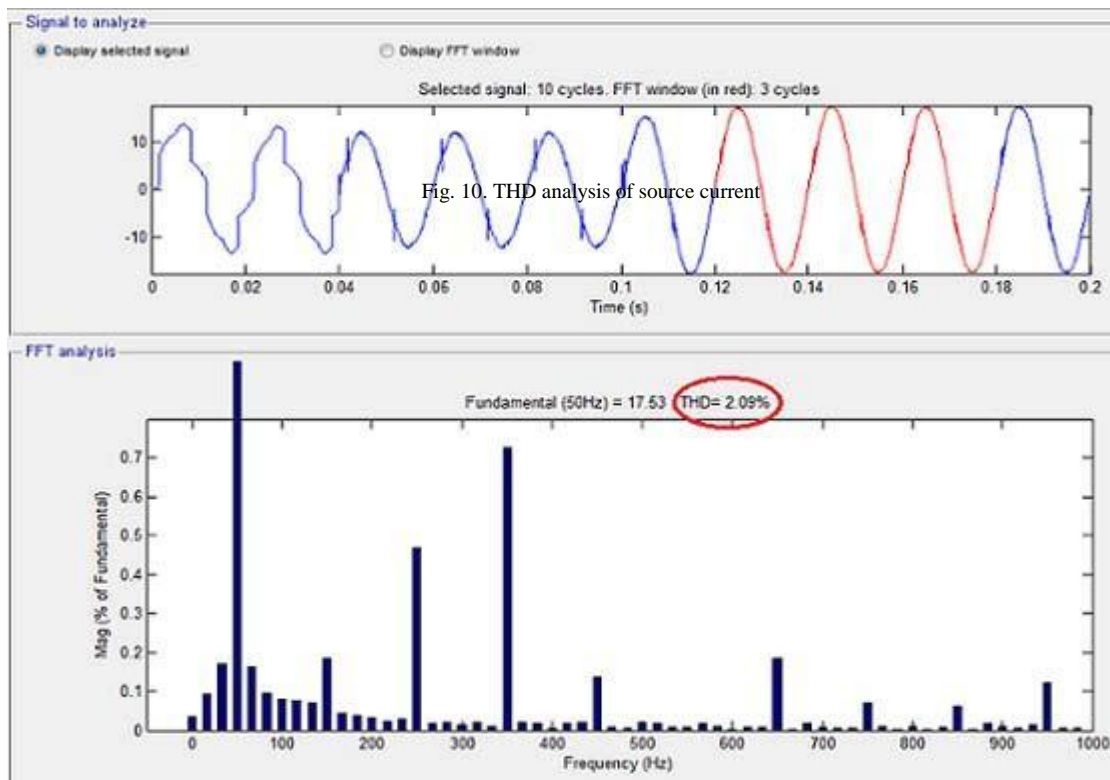 Signal to analyze
Display selected signal
Display FFT window
Selected signal: 10 cycles. FFT window (in red): 3 cycles
10
0
-10
Fig. 10. THD analysis of source current
0 0.02 0.04 0.06 0.08 0.1 0.12 0.14 0.16 0.18 0.2
Time (s)
FFT analysis
Fundamental (50Hz) = 17.53 THD= 2.09%
0.7
0.6
0.5
0.4
0.3
0.2
0.1
0
Mag (% of Fundamental)
0 100 200 300 400 500 600 700 800 900 1000
Frequency (Hz)